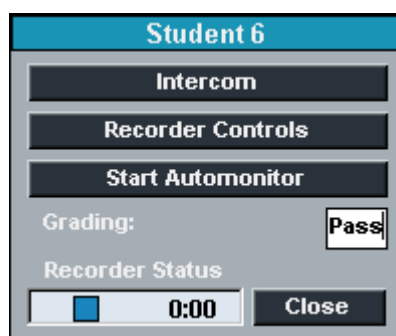 Student 6
Intercom
Recorder Controls
Start Automonitor
Grading: Pass
Recorder Status
0:00 Close